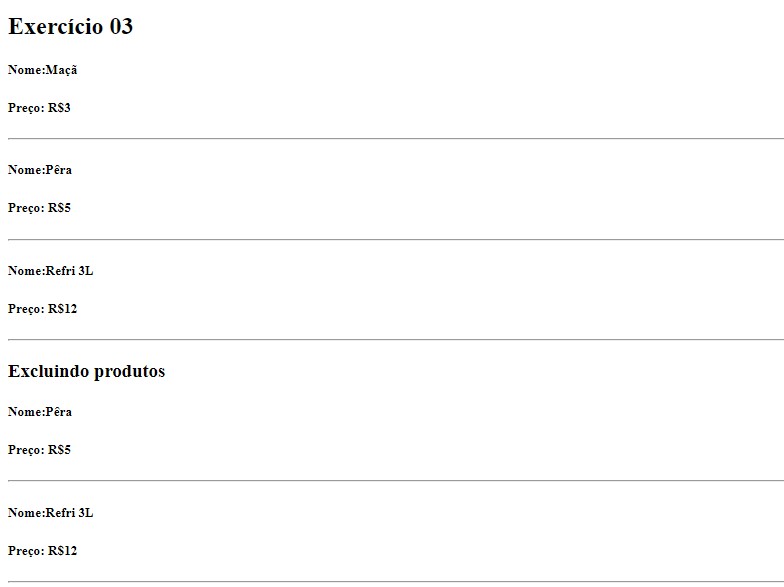 Exercício 03
Nome:Maçã
Preço: R$3
Nome:Pêra
Preço: R$5
Nome:Refri 3L
Preço: R$12
Excluindo produtos
Nome:Pêra
Preço: R$5
Nome:Refri 3L
Preço: R$12